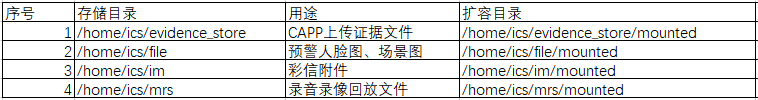 序号 存储目录 用途 扩容目录
1 /home/ics/evidence_store CAPP上传证据文件 /home/ics/evidence_store/mounted
2 /home/ics/file 预警人脸图、场景图 /home/ics/file/mounted
3 /home/ics/im 彩信附件 /home/ics/im/mounted
4 /home/ics/mrs 录音录像回放文件 /home/ics/mrs/mounted